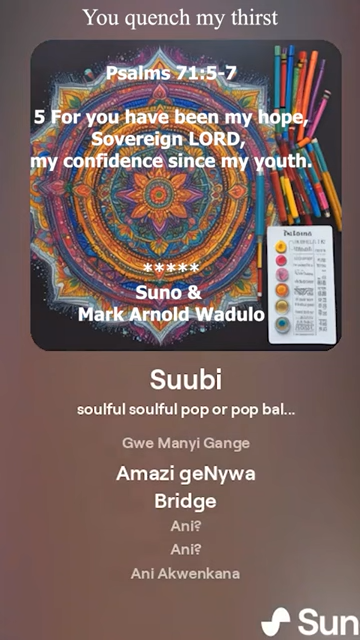 You quench my thirst
Psalms 71:5-7
5 For you have been my hope,
Sovereign LORD,
my confidence since my youth.
*****
Suno &
Mark Arnold Wadulo
Suubi
soulful soulful pop or pop bal...
Gwe Manyi Gange
Amazi geNywa
Bridge
Ani?
Ani?
Ani Akwenkana
Sun